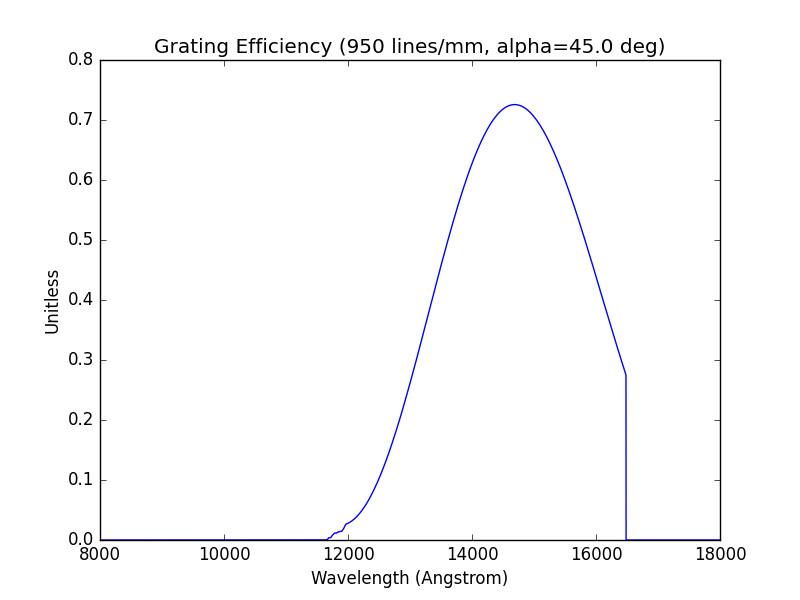 Grating Efficiency (950 lines/mm, alpha=45.0 deg)
0.8
0.7
0.6
0.5
0.4
0.3
0.2
0.1
0.0
Unitless
8000 10000 12000 14000 16000 18000
Wavelength (Angstrom)